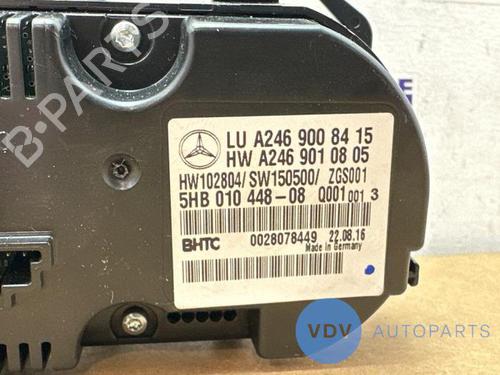 B-PARTS
LU A246 900 84 15
HW A246 901 08 05
HW102804/SW150500/ ZGS001
5HB 010 448-08 Q001 001 3
BHTC 0028078449 22.08.16
Made in Germany
VDV AUTOPARTS